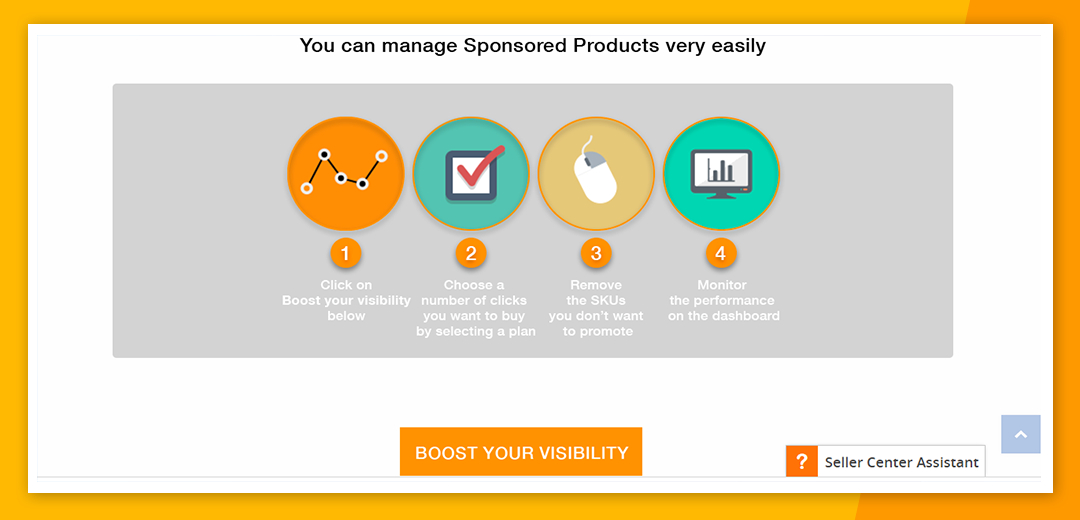 You can manage Sponsored Products very easily
1
Click on
Boost your visibility
below
2
Choose a
number of clicks
you want to buy
by selecting a plan
3
Remove
the SKUs
you don't want
to promote
4
Monitor
the performance
on the dashboard
BOOST YOUR VISIBILITY
? Seller Center Assistant